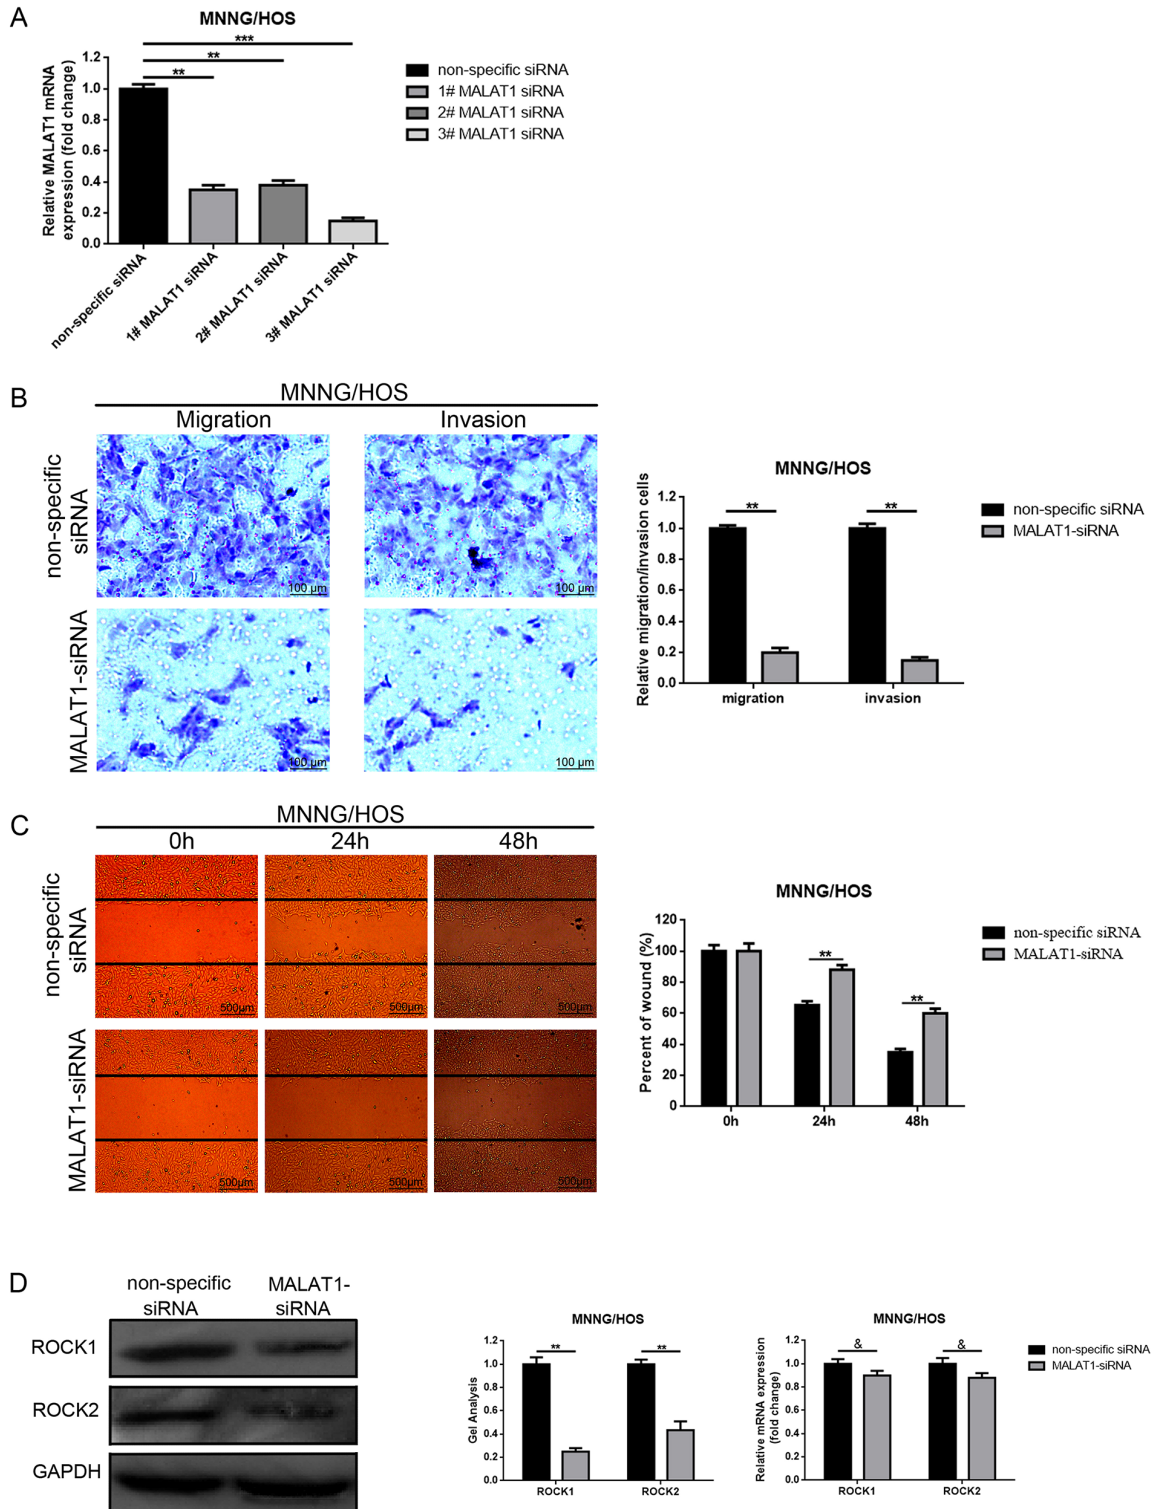 A
MNNG/HOS
***
**
**
Relative MALAT1 mRNA
expression (fold change)
1.2
1.0
0.8
0.6
0.4
0.2
0.0
non-specific siRNA
1# MALAT1 siRNA
2# MALAT1 siRNA
3# MALAT1 siRNA
non-specific siRNA
1# MALAT1 siRNA
2# MALAT1 siRNA
3# MALAT1 siRNA
B
MNNG/HOS
Migration
Invasion
non-specific
siRNA
MALAT1-siRNA
100 μm
100 μm
100 μm
100 μm
MNNG/HOS
Relative migration/invasion cells
1.2
1.0
0.8
0.6
0.4
0.2
0.0
**
**
migration
invasion
non-specific siRNA
MALAT1-siRNA
C
MNNG/HOS
0h
24h
48h
non-specific
siRNA
MALAT1-siRNA
500μm
500μm
500μm
500μm
500μm
500μm
MNNG/HOS
Percent of wound (%)
120
100
80
60
40
20
0
**
**
0h
24h
48h
non-specific siRNA
MALAT1-siRNA
D
non-specific
siRNA
MALAT1-
siRNA
ROCK1
ROCK2
GAPDH
MNNG/HOS
Gel Analysis
1.2
1.0
0.8
0.6
0.4
0.2
0.0
**
**
ROCK1
ROCK2
MNNG/HOS
Relative mRNA expression
(fold change)
1.2
1.0
0.8
0.6
0.4
0.2
0.0
&
&
ROCK1
ROCK2
non-specific siRNA
MALAT1-siRNA